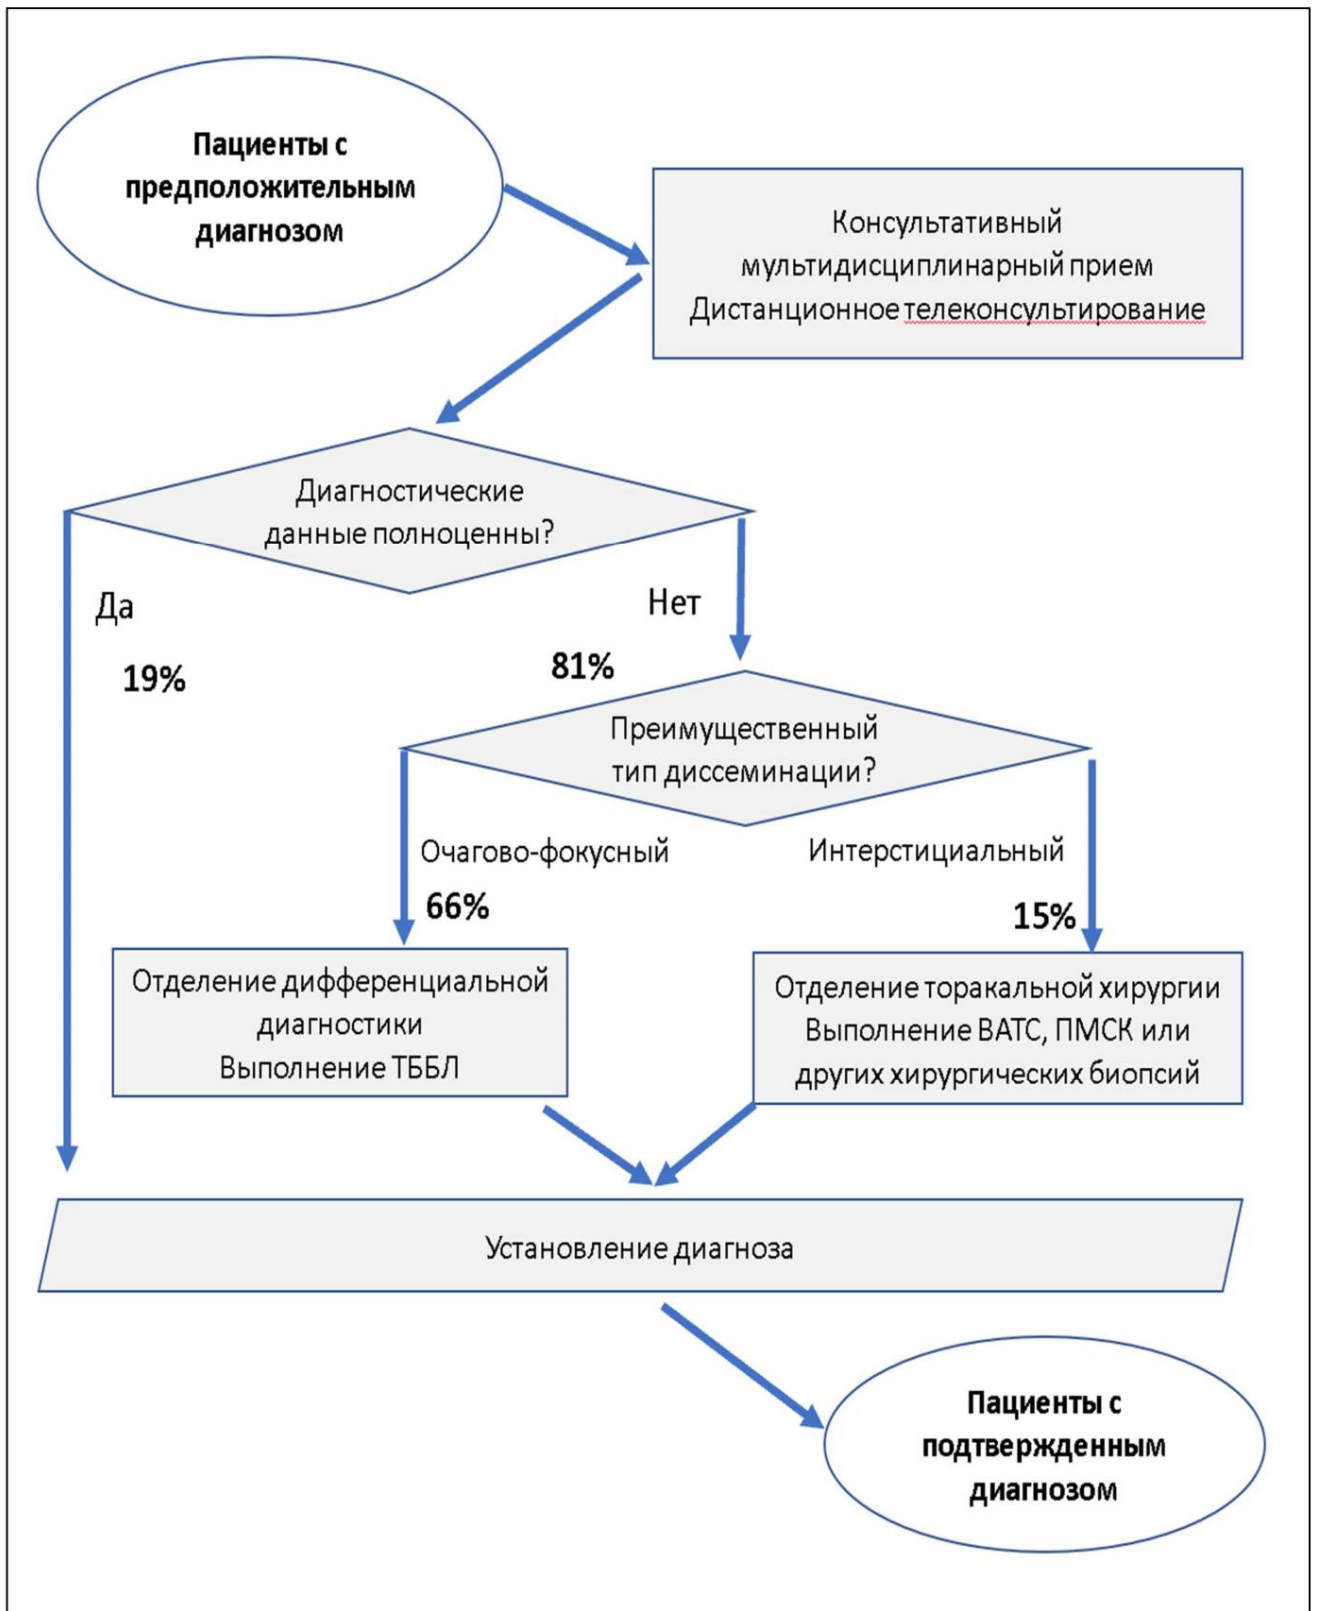 Пациенты с
предположительным
диагнозом
Консультативный
мультидисциплинарный прием
Дистанционное телеконсультирование
Диагностические
данные полноценны?
Да
19%
Нет
81%
Преимущественный
тип диссеминации?
Очагово-фокусный
66%
Интерстициальный
15%
Отделение дифференциальной
диагностики
Выполнение ТББЛ
Отделение торакальной хирургии
Выполнение ВАТС, ПМСК или
других хирургических биопсий
Установление диагноза
Пациенты с
подтвержденным
диагнозом